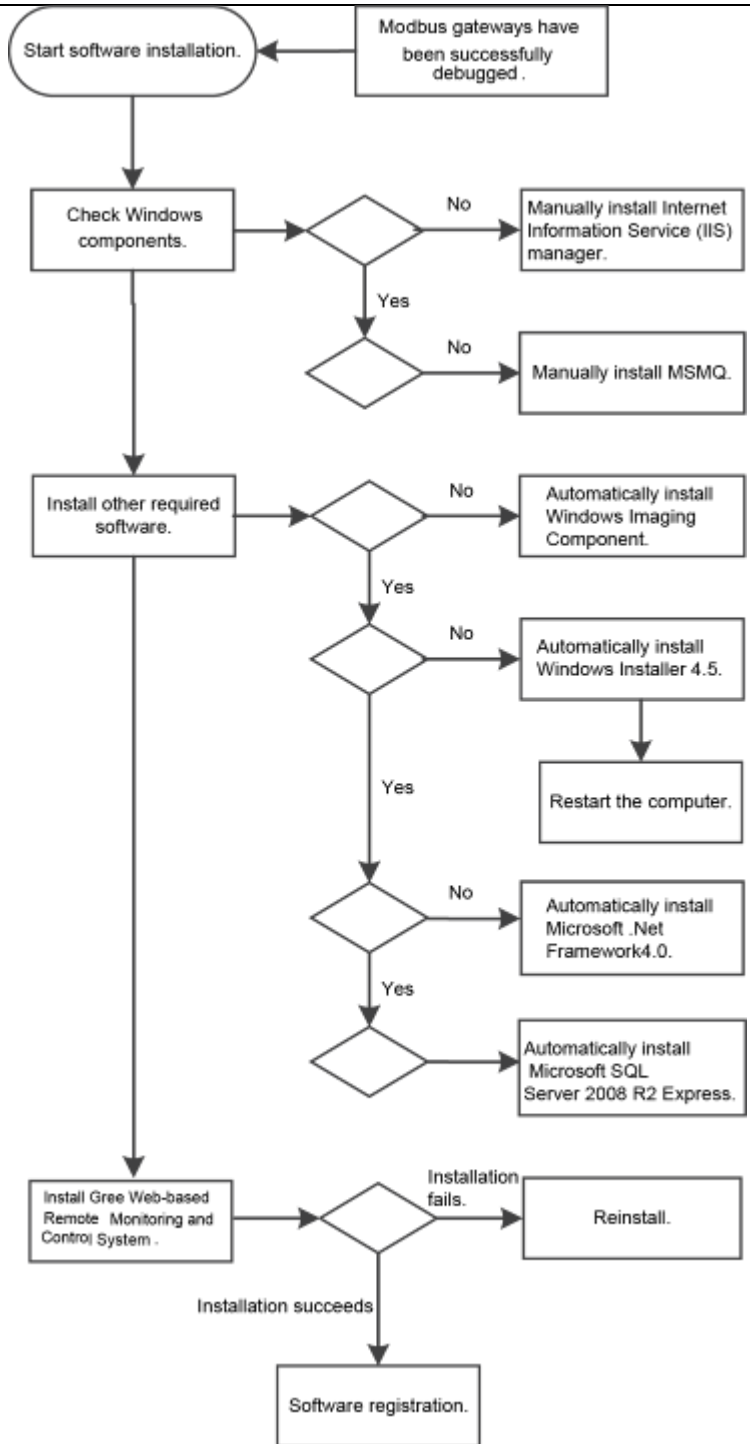 Start software installation.
Modbus gateways have
been successfully
debugged .
Check Windows
components.
No
Manually install Internet
Information Service (IIS)
manager.
Yes
No
Manually install MSMQ.
Install other required
software.
No
Automatically install
Windows Imaging
Component.
Yes
No
Automatically install
Windows Installer 4.5.
Restart the computer.
Yes
No
Automatically install
Microsoft .Net
Framework4.0.
Yes
Automatically install
Microsoft SQL
Server 2008 R2 Express.
Install Gree Web-based
Remote Monitoring and
Control System .
Installation
fails.
Reinstall.
Installation succeeds
Software registration.